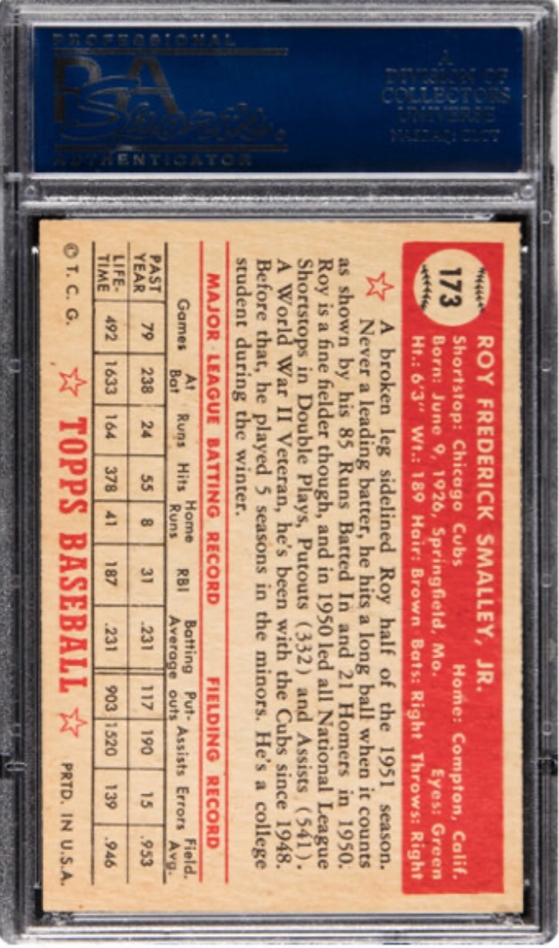 PROFESSIONAL
PSA
Sports
AUTHENTICATOR
A
DIVISION OF
COLLECTORS
UNIVERSE
NASDAQ: CLCT
173
ROY FREDERICK SMALLEY, JR.
Shortstop: Chicago Cubs Home: Compton, Calif.
Born: June 9, 1926, Springfield, Mo. Eyes: Green
Ht.: 6'3" Wt.: 189 Hair: Brown Bats: Right Throws: Right
A broken leg sidelined Roy half of the 1951 season.
Never a leading batter, he hits a long ball when it counts
as shown by his 85 Runs Batted In and 21 Homers in 1950.
Roy is a fine fielder though, and in 1950 led all National League
Shortstops in Double Plays, Putouts (332) and Assists (541).
A World War II Veteran, he's been with the Cubs since 1948.
Before that, he played 5 seasons in the minors. He's a college
student during the winter.
MAJOR LEAGUE BATTING RECORD FIELDING RECORD
Games At Bat Runs Hits Home Runs RBI Batting Average Put-outs Assists Errors Field. Avg.
PAST YEAR 79 238 24 55 8 31 .231 117 190 15 .953
LIFE-TIME 492 1633 164 378 41 187 .231 903 1520 139 .946
© T. C. G. TOPPS BASEBALL PRTD. IN U.S.A.